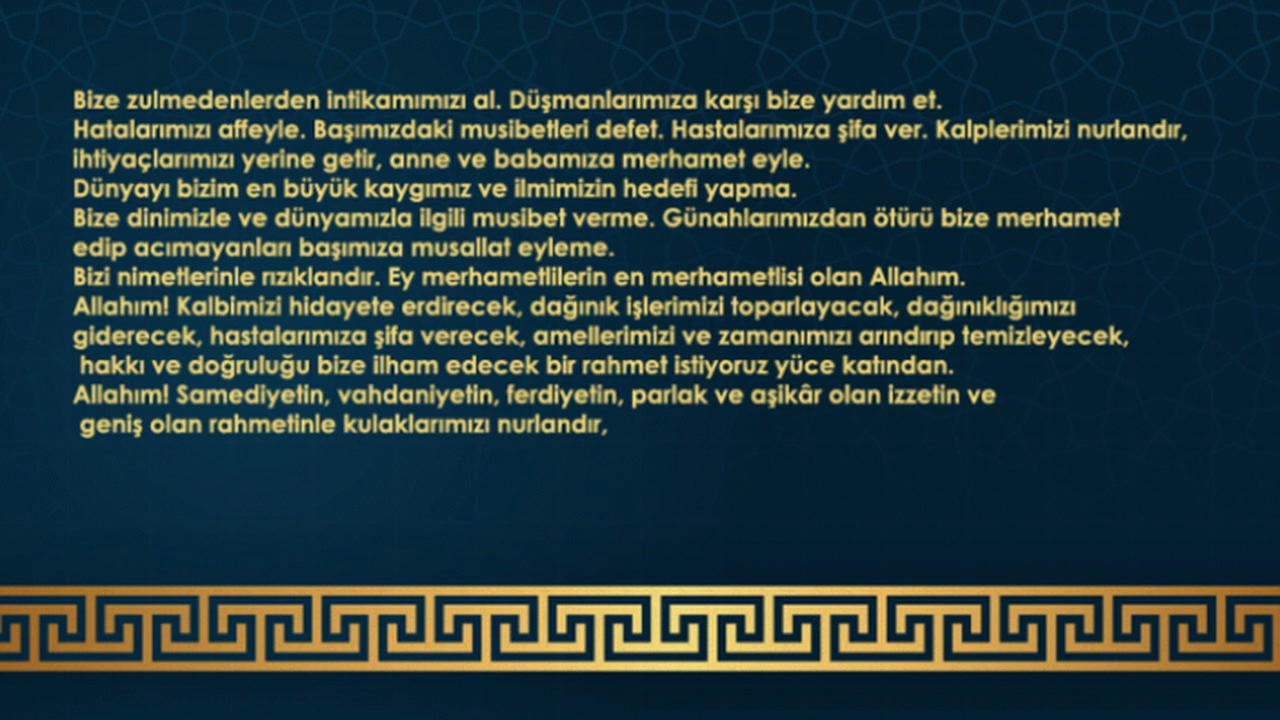 Bize zulmedenlerden intikamımızı al. Düşmanlarımıza karşı bize yardım et.
Hatalarımızı affeyle. Başımızdaki musibetleri defet. Hastalarımıza şifa ver. Kalplerimizi nurlandır,
ihtiyaçlarımızı yerine getir, anne ve babamıza merhamet eyle.
Dünyayı bizim en büyük kaygımız ve ilmimizin hedefi yapma.
Bize dinimizle ve dünyamızla ilgili musibet verme. Günahlarımızdan ötürü bize merhamet
edip acımayanları başımıza musallat eyleme.
Bizi nimetlerinle rızıklandır. Ey merhametlilerin en merhametlisi olan Allahım.
Allahım! Kalbimizi hidayete erdirecek, dağınık işlerimizi toparlayacak, dağınıklığımızı
giderecek, hastalarımıza şifa verecek, amellerimizi ve zamanımızı arındırıp temizleyecek,
hakkı ve doğruluğu bize ilham edecek bir rahmet istiyoruz yüce katından.
Allahım! Samediyetin, vahdaniyetin, ferdiyetin, parlak ve aşikâr olan izzetin ve
geniş olan rahmetinle kulaklarımızı nurlandır,